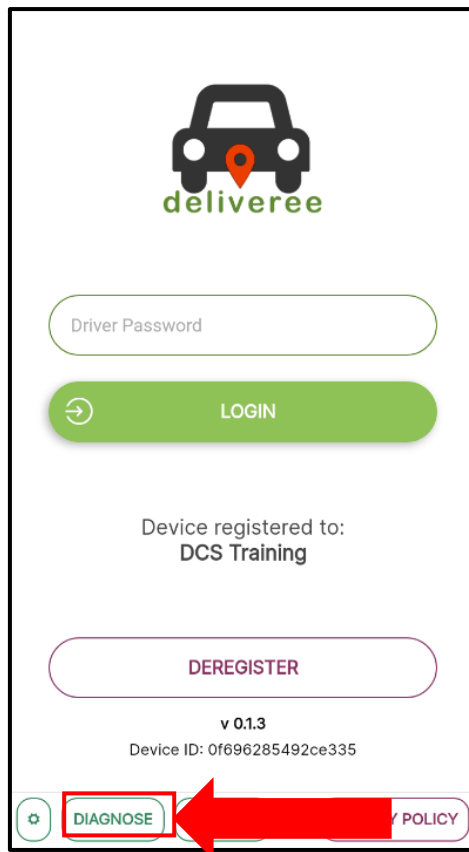 deliveree
Driver Password
LOGIN
Device registered to:
DCS Training
DEREGISTER
v 0.1.3
Device ID: 0f696285492ce335
DIAGNOSE
POLICY